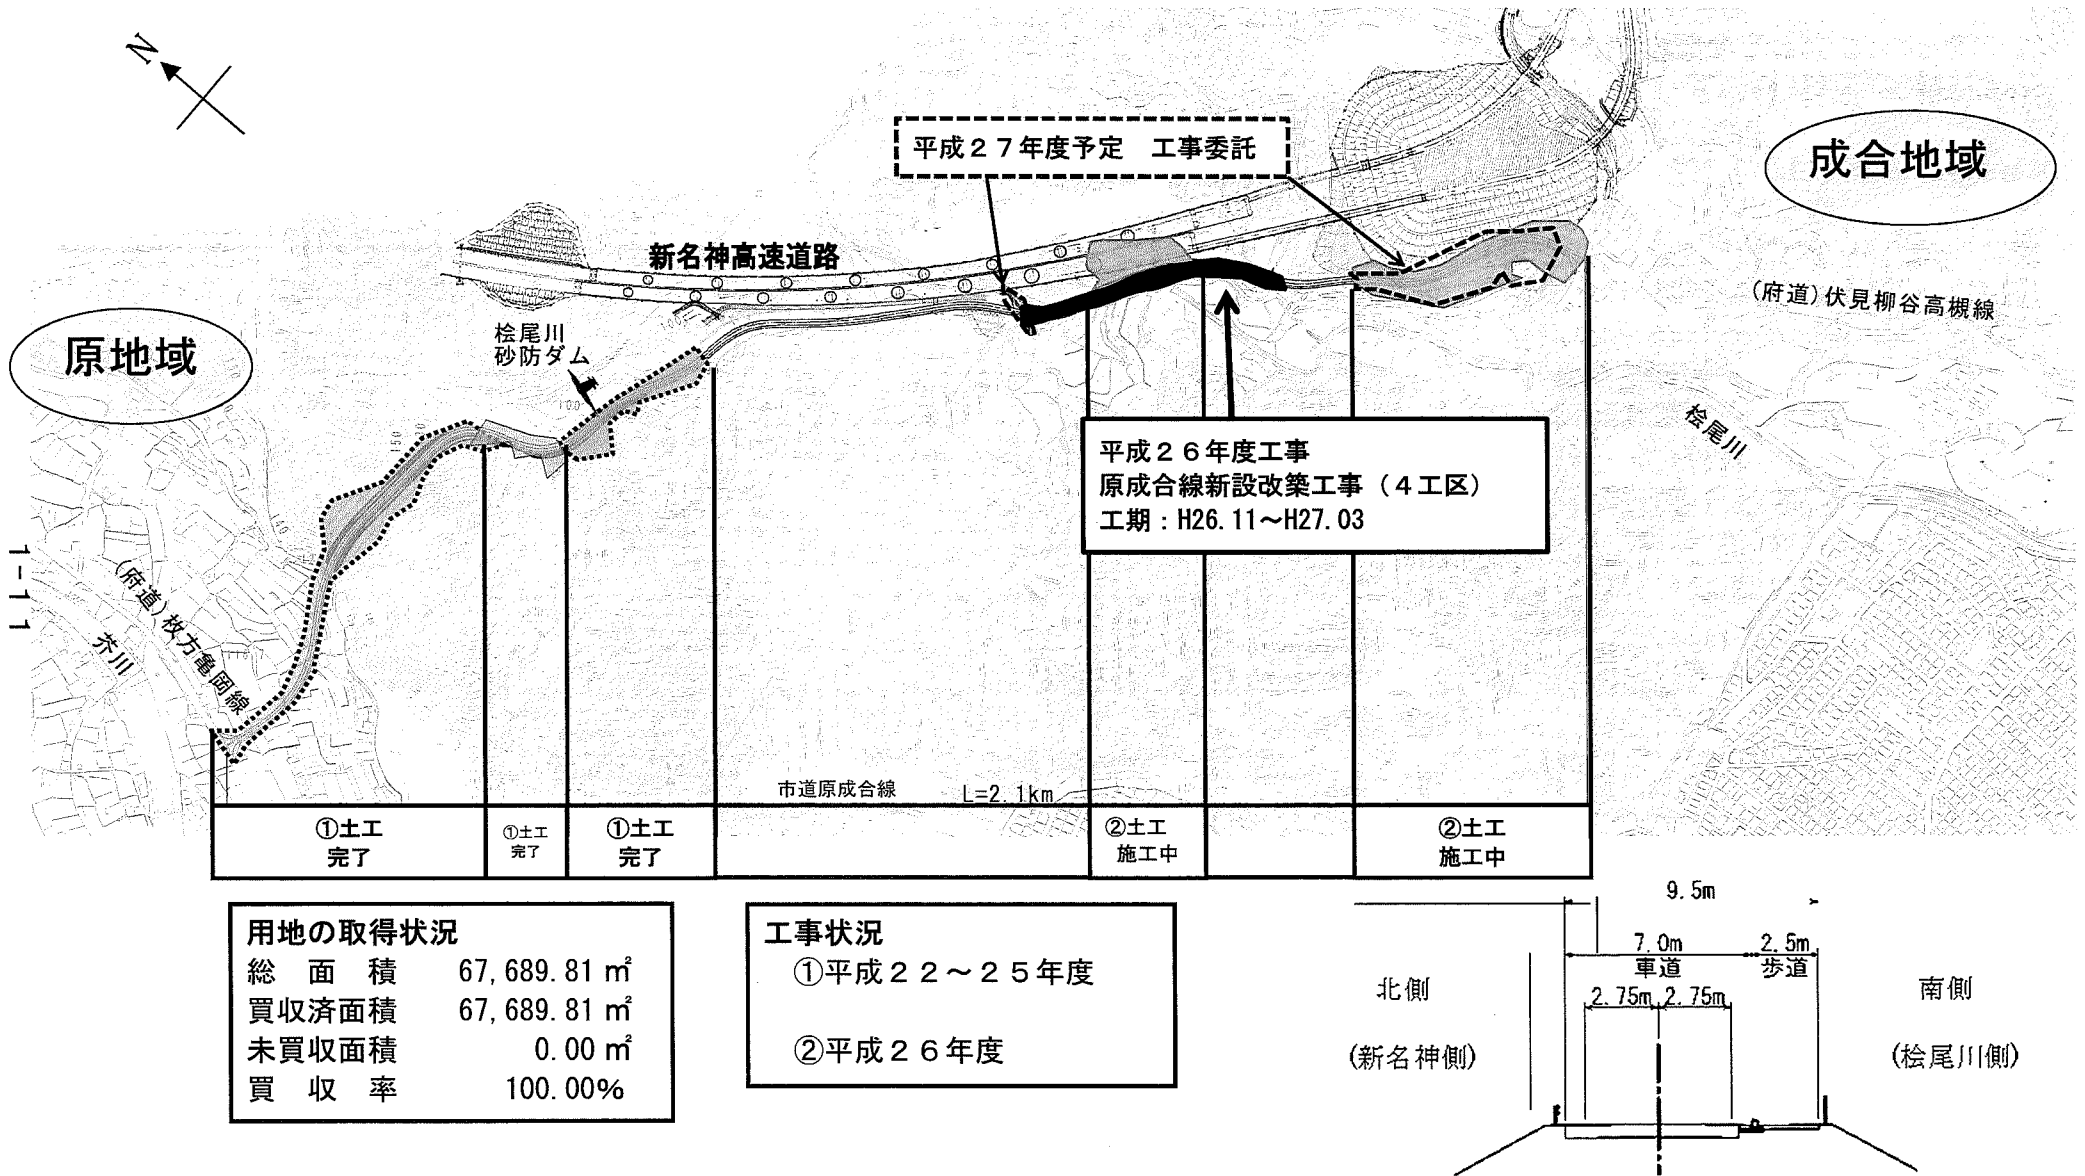 N
平成２７年度予定　工事委託
成合地域
新名神高速道路
(府道)伏見柳谷高槻線
原地域
桧尾川
砂防ダム
桧尾川
平成２６年度工事
原成合線新設改築工事（４工区）
工期：H26.11～H27.03
1-11
(府道)枚方亀岡線
芥川
市道原成合線　L=2.1km
①土工
完了
①土工
完了
①土工
完了
②土工
施工中
②土工
施工中
用地の取得状況
総　面　積　67,689.81 ㎡
買収済面積　67,689.81 ㎡
未買収面積　0.00 ㎡
買　収　率　100.00%
工事状況
①平成２２～２５年度
②平成２６年度
9.5m
7.0m 2.5m
車道 歩道
2.75m 2.75m
北側
(新名神側)
南側
(桧尾川側)